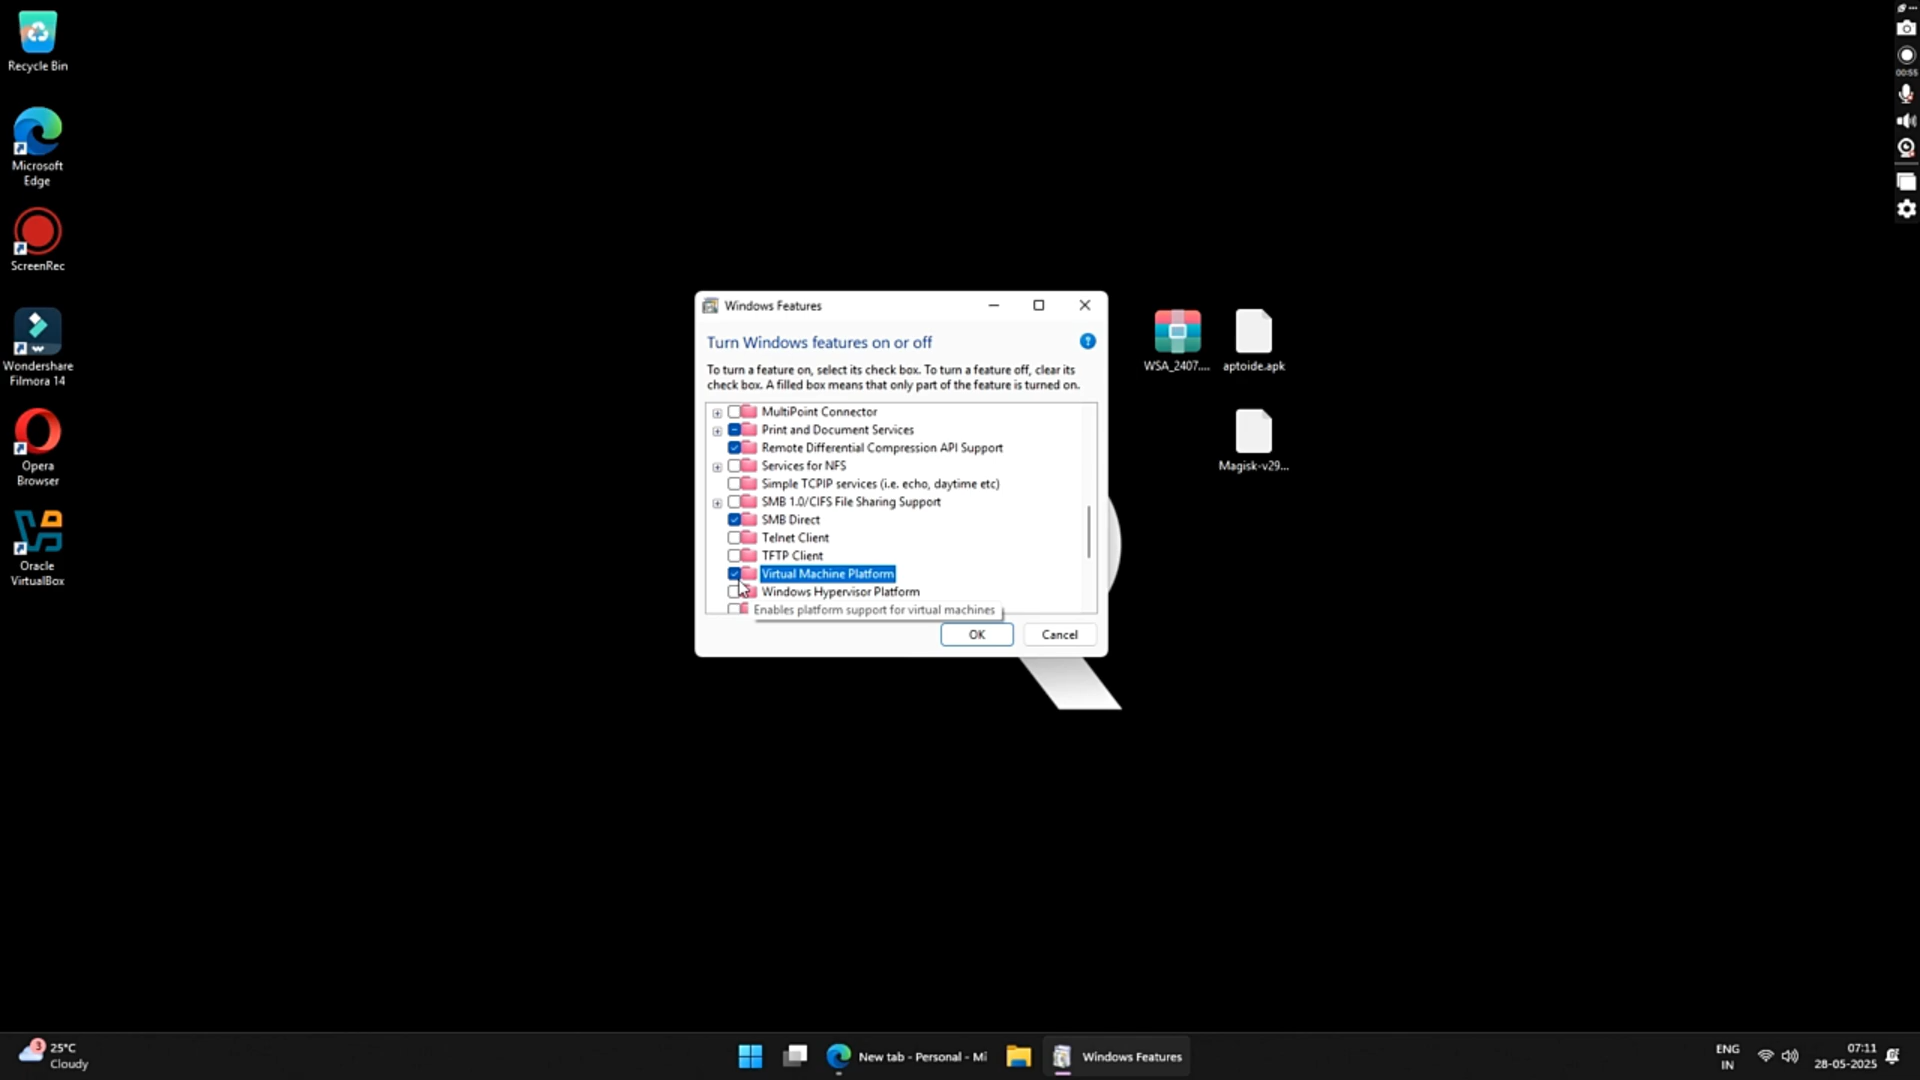 Recycle Bin
Microsoft
Edge
ScreenRec
Wondershare
Filmora 14
Opera
Browser
Oracle
VirtualBox
00:55
Windows Features
Turn Windows features on or off
?
To turn a feature on, select its check box. To turn a feature off, clear its
check box. A filled box means that only part of the feature is turned on.
MultiPoint Connector
Print and Document Services
Remote Differential Compression API Support
Services for NFS
Simple TCPIP services (i.e. echo, daytime etc)
SMB 1.0/CIFS File Sharing Support
SMB Direct
Telnet Client
TFTP Client
Virtual Machine Platform
Windows Hypervisor Platform
Enables platform support for virtual machines
OK
Cancel
WSA_2407....
aptoide.apk
Magisk-v29...
3
25°C
Cloudy
New tab - Personal - Mi
Windows Features
ENG
IN
07:11
28-05-2025